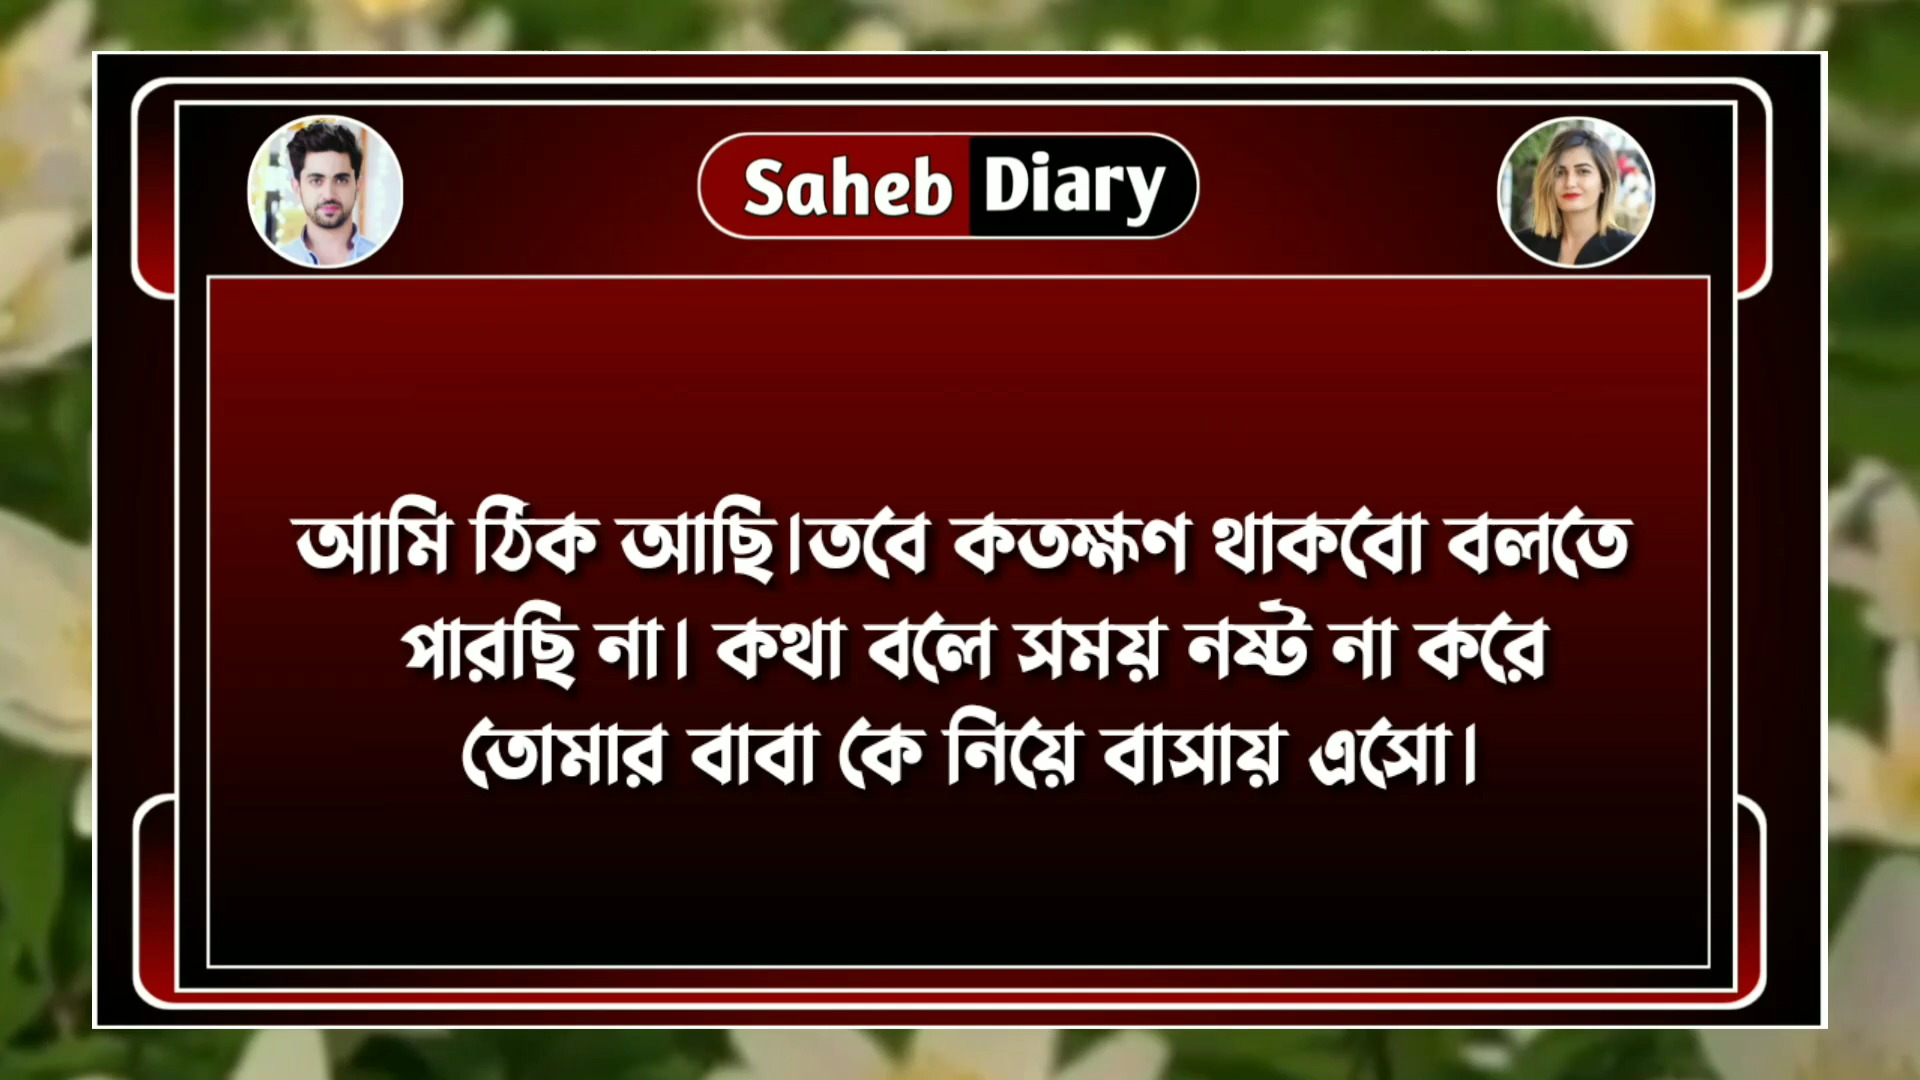 Saheb Diary
আমি ঠিক আছি।তবে কতক্ষণ থাকবো বলতে
পারছি না। কথা বলে সময় নষ্ট না করে
তোমার বাবা কে নিয়ে বাসায় এসো।